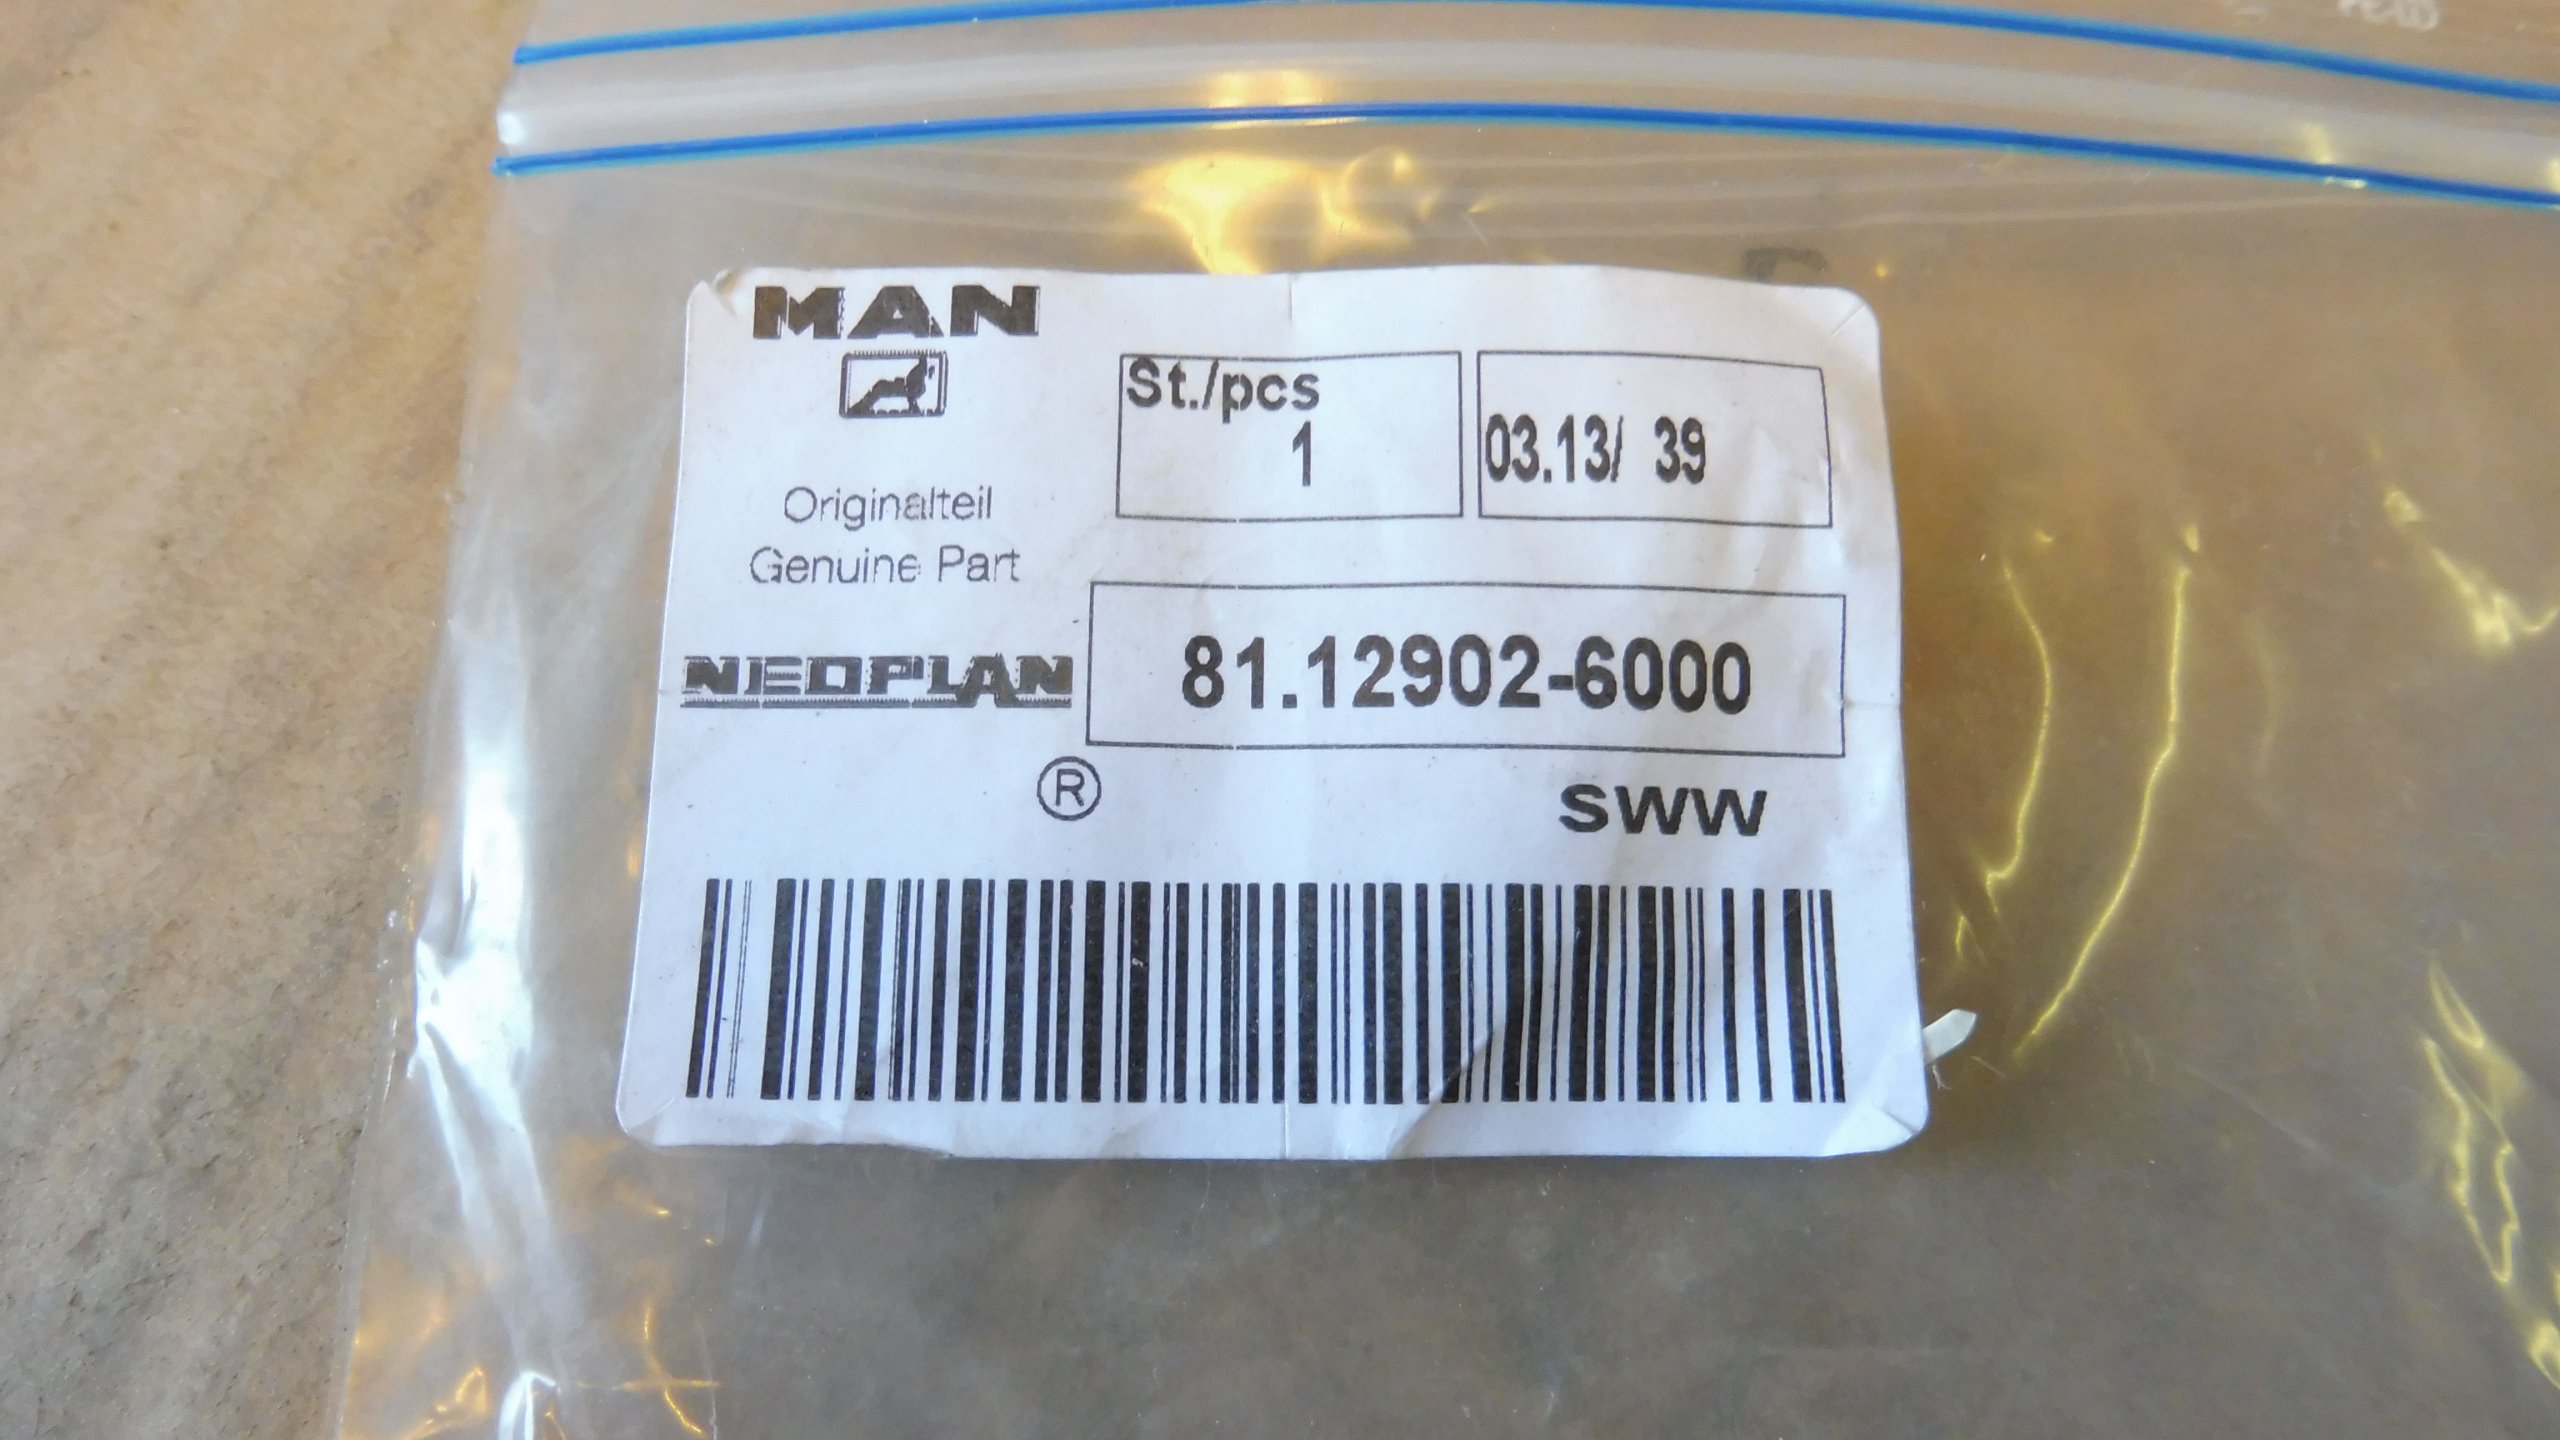 MAN
Originalteil
Genuine Part
NEOPLAN
®
St./pcs
1
03.13/ 39
81.12902-6000
SWW